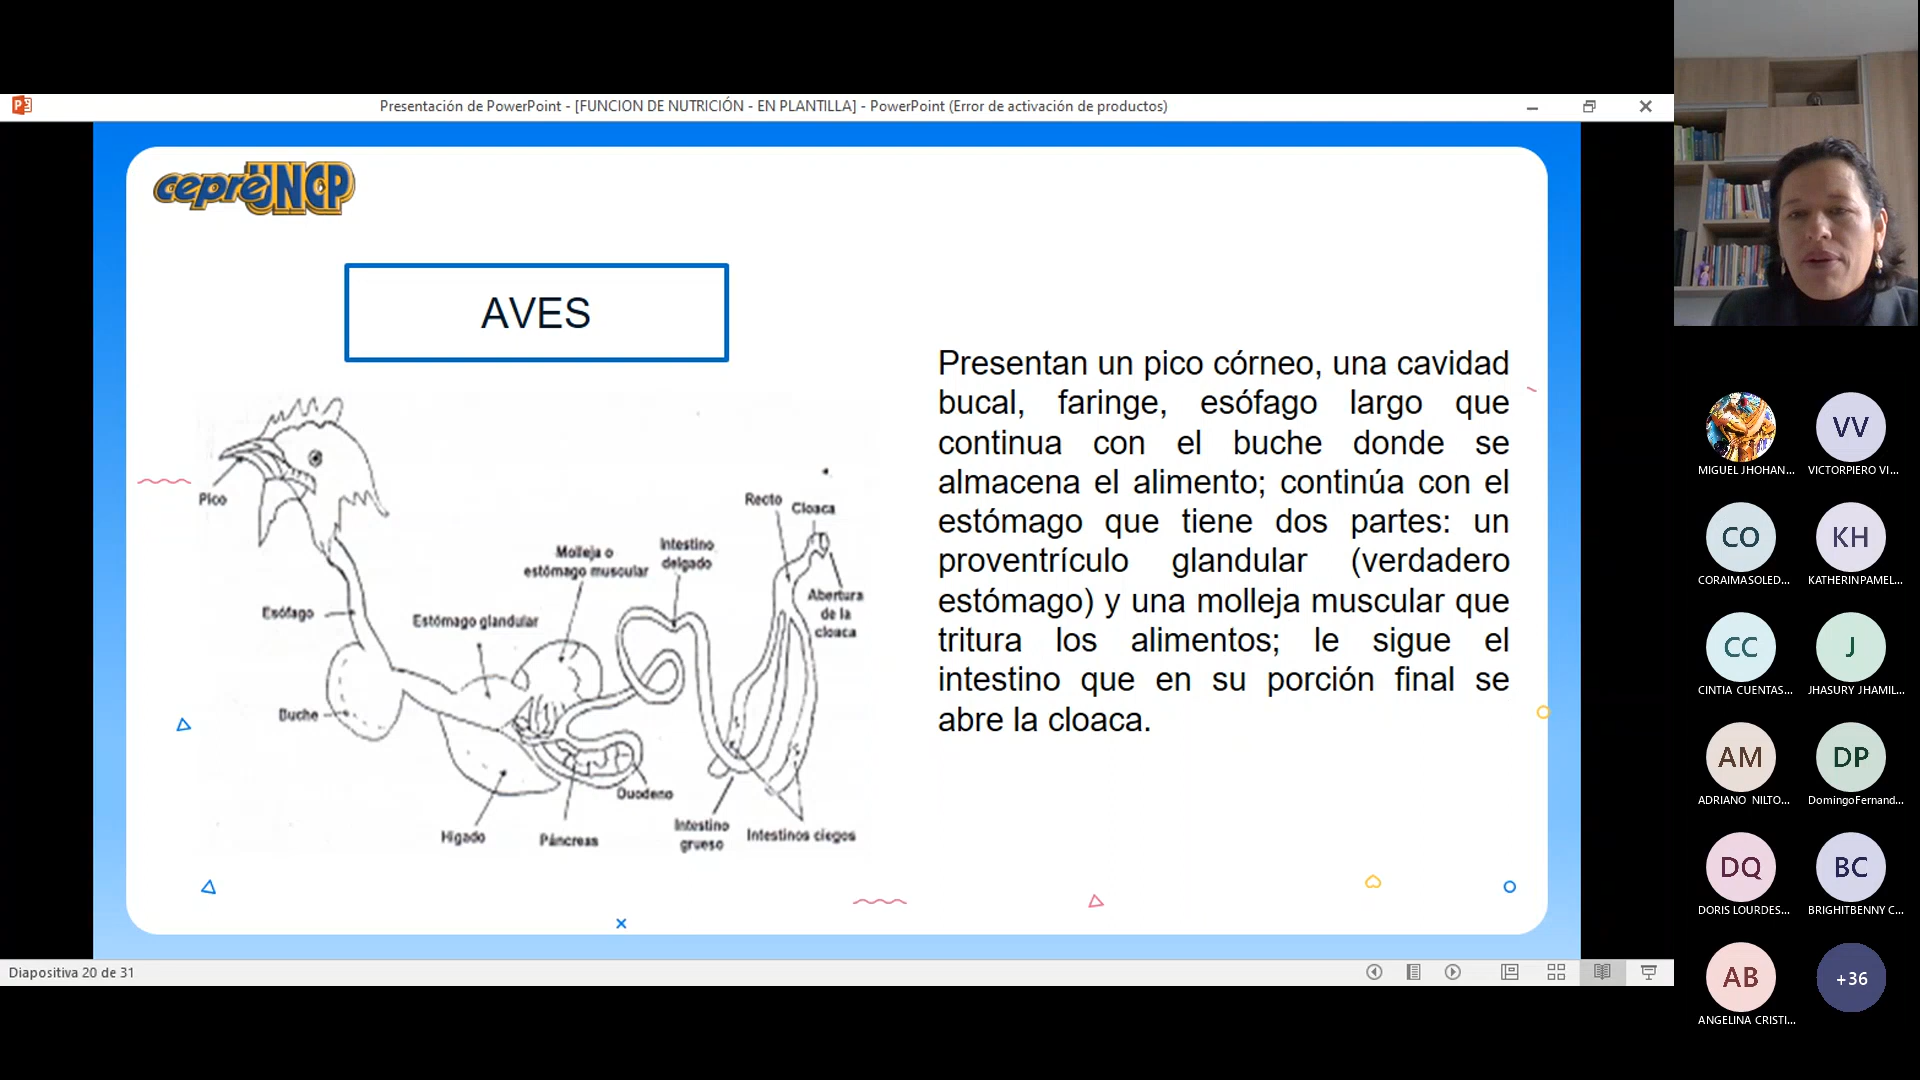 Presentación de PowerPoint - [FUNCION DE NUTRICIÓN - EN PLANTILLA] - PowerPoint (Error de activación de productos)
cepreUNCP
AVES
Presentan un pico córneo, una cavidad
bucal, faringe, esófago largo que
continua con el buche donde se
almacena el alimento; continúa con el
estómago que tiene dos partes: un
proventrículo glandular (verdadero
estómago) y una molleja muscular que
tritura los alimentos; le sigue el
intestino que en su porción final se
abre la cloaca.
Pico
Esófago
Buche
Estómago glandular
Molleja o
estómago muscular
Intestino
delgado
Recto
Cloaca
Abertura
de la
cloaca
Hígado
Páncreas
Duodeno
Intestino
grueso
Intestinos ciegos
Diapositiva 20 de 31
MIGUEL JHOHAN...
VV
VICTORPIERO VI...
CO
CORAIMASOLED...
KH
KATHERINPAMEL...
CC
CINTIA CUENTAS...
J
JHASURY JHAMIL...
AM
ADRIANO NILTO...
DP
DomingoFernand...
DQ
DORIS LOURDES...
BC
BRIGHITBENNY C...
AB
ANGELINA CRISTI...
+36